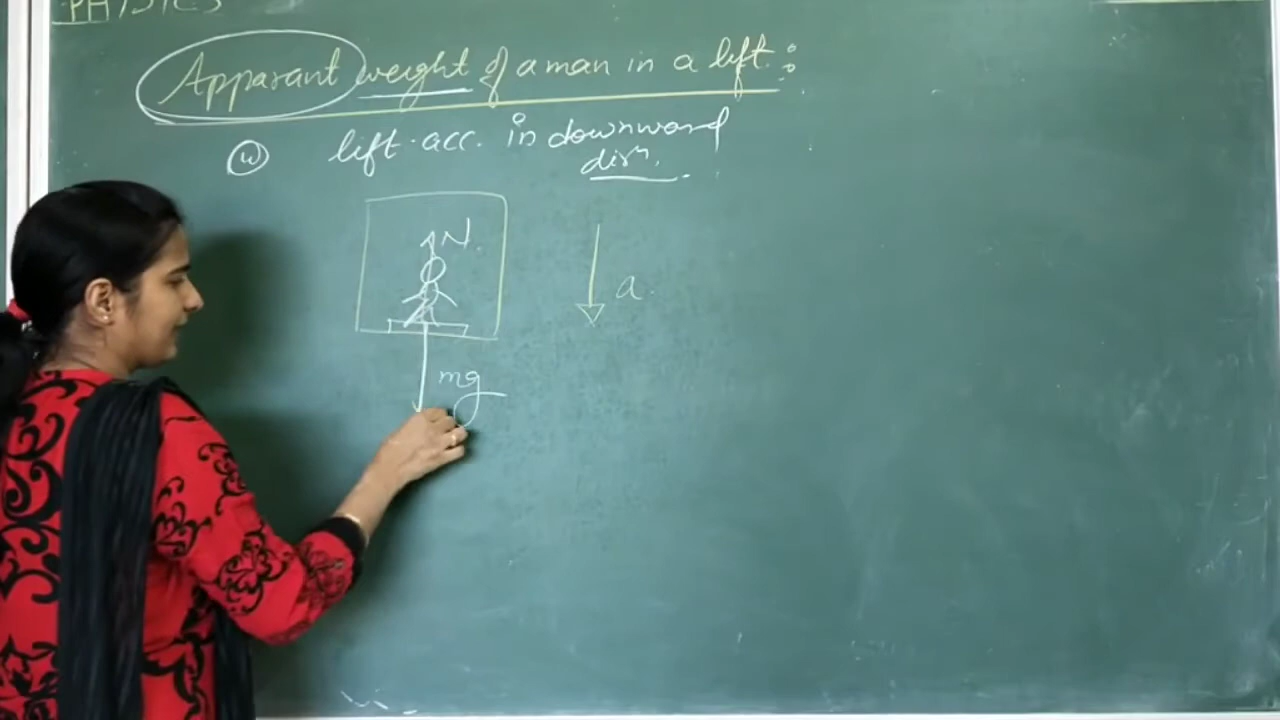 PHYSICS
Apparant weight of a man in a lift:
(w) lift acc. in downward
dirn.
N.
a.
mg